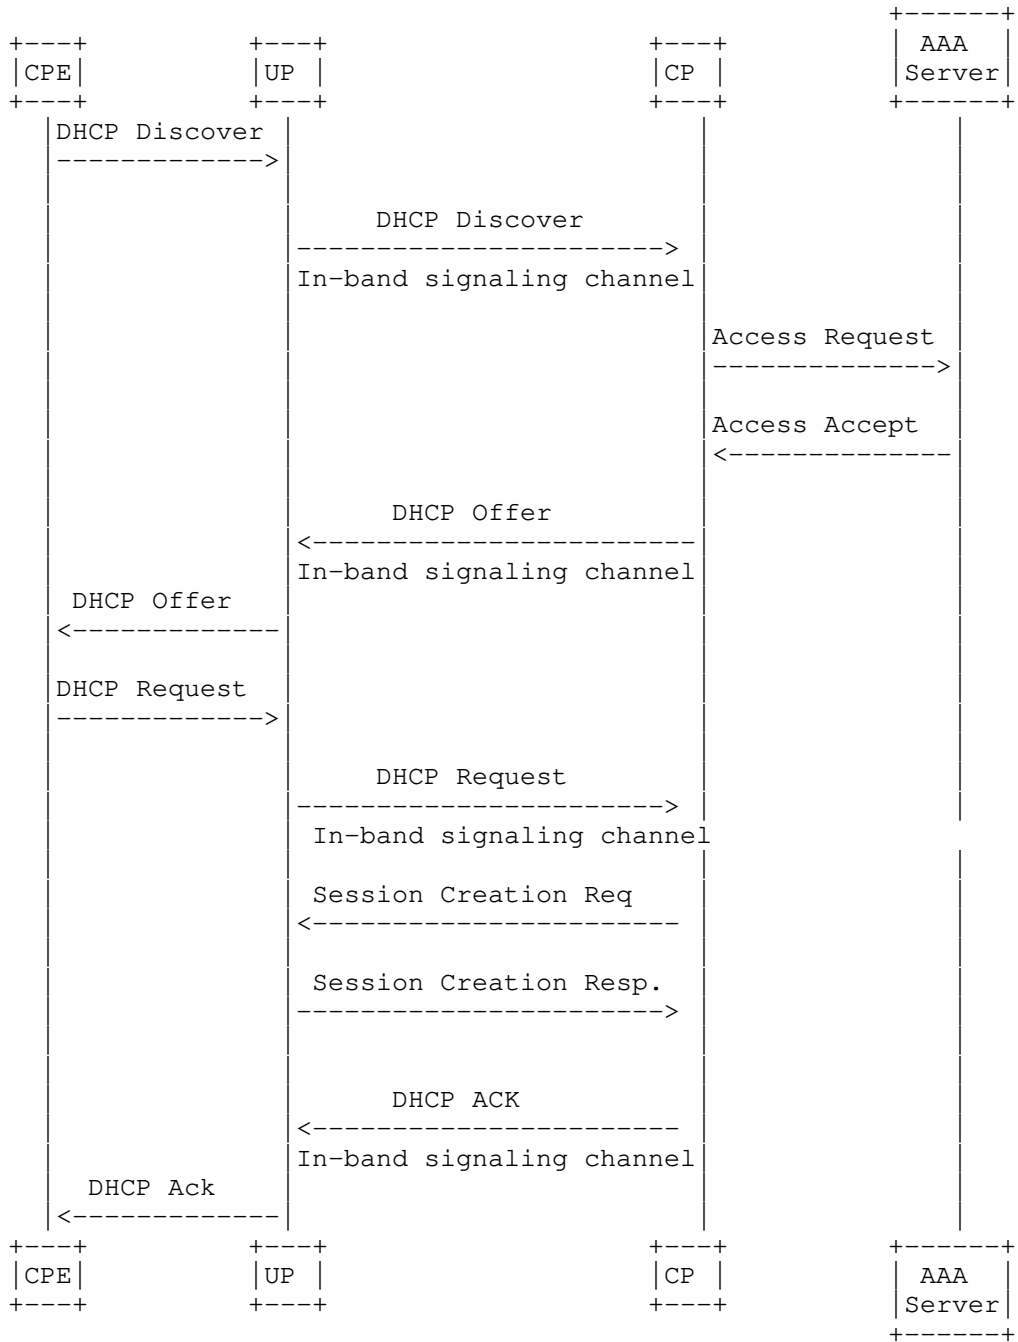 AAA
CPE UP CP Server
DHCP Discover
DHCP Discover
In-band signaling channel
Access Request
Access Accept
DHCP Offer
In-band signaling channel
DHCP Offer
DHCP Request
DHCP Request
In-band signaling channel
Session Creation Req
Session Creation Resp.
DHCP ACK
In-band signaling channel
DHCP Ack
CPE UP CP AAA
Server